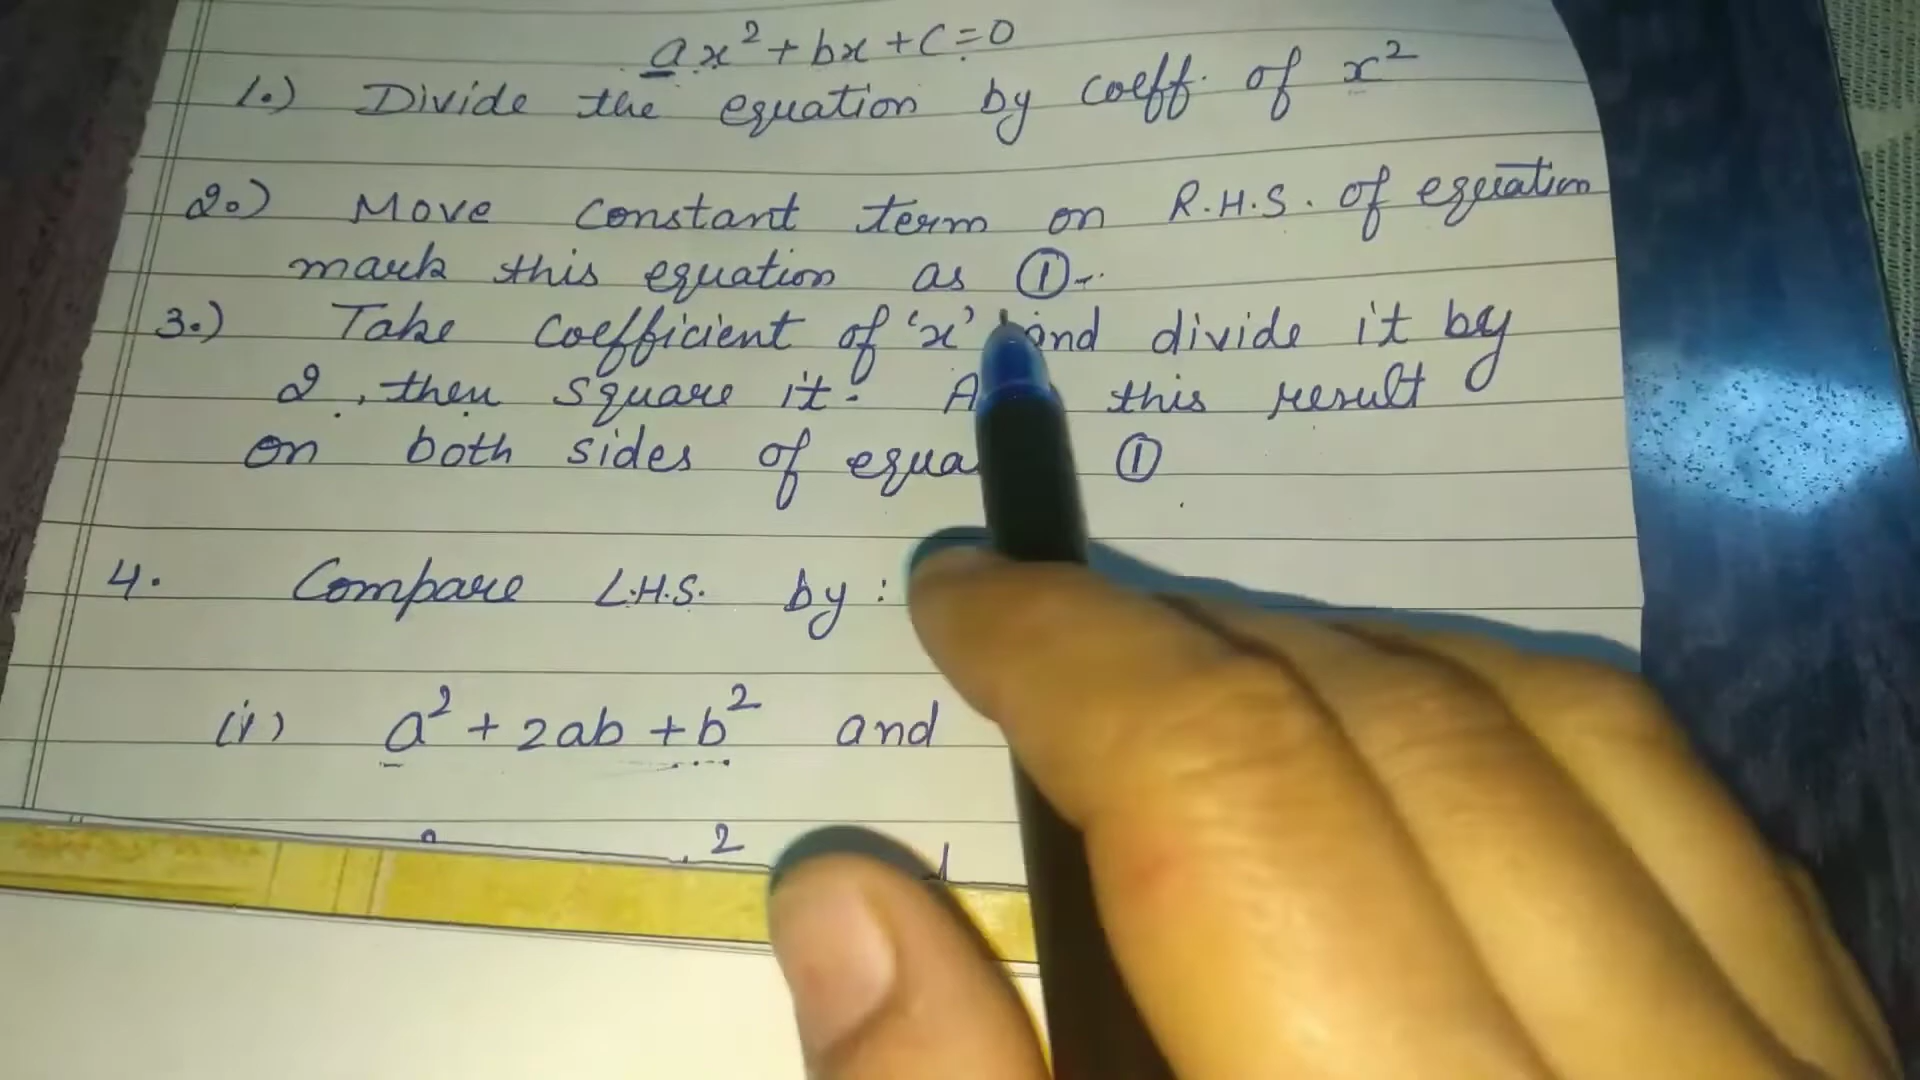 ax² + bx + c = 0
1.) Divide the equation by coeff. of x²
2.) Move constant term on R.H.S. of equation
mark this equation as ①
3.) Take coefficient of 'x' and divide it by
2, then square it. this result
on both sides of ①
4. Compare L.H.S. by:
(i) a² + 2ab + b² and
2